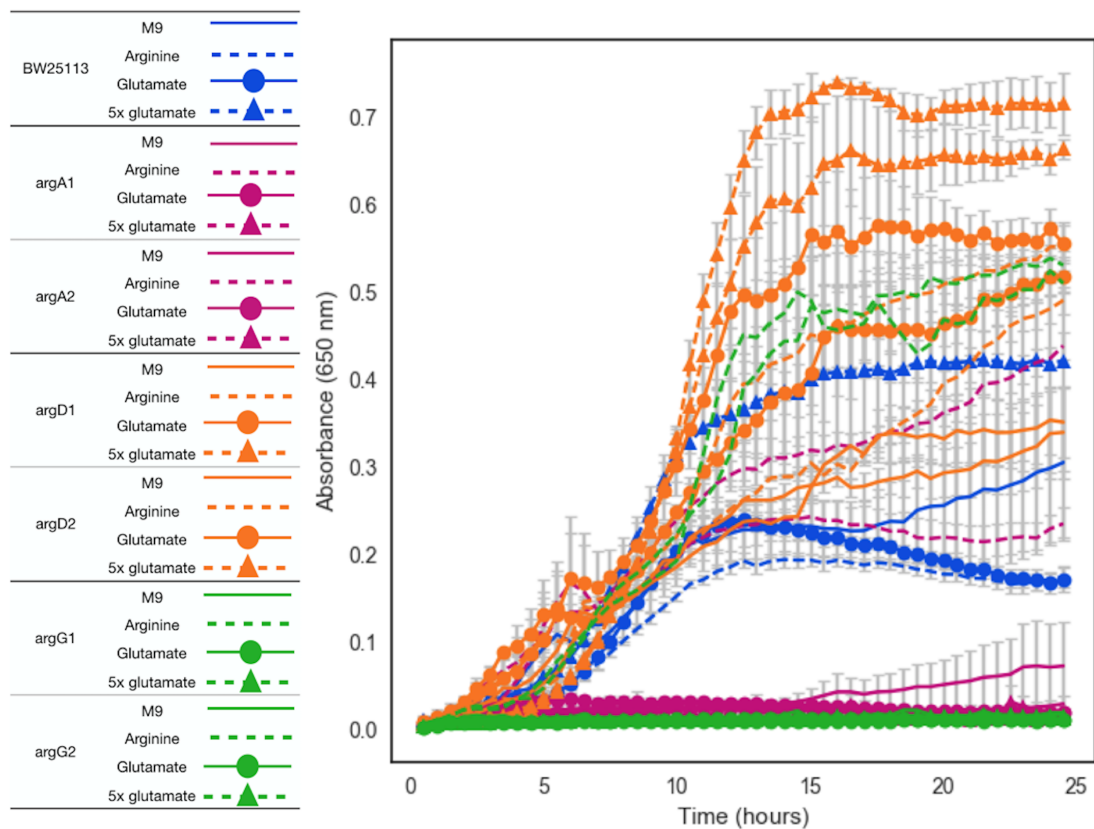 BW25113
M9
Arginine
Glutamate
5x glutamate
argA1
M9
Arginine
Glutamate
5x glutamate
argA2
M9
Arginine
Glutamate
5x glutamate
argD1
M9
Arginine
Glutamate
5x glutamate
argD2
M9
Arginine
Glutamate
5x glutamate
argG1
M9
Arginine
Glutamate
5x glutamate
argG2
M9
Arginine
Glutamate
5x glutamate
Absorbance (650 nm)
0.7
0.6
0.5
0.4
0.3
0.2
0.1
0.0
0 5 10 15 20 25
Time (hours)